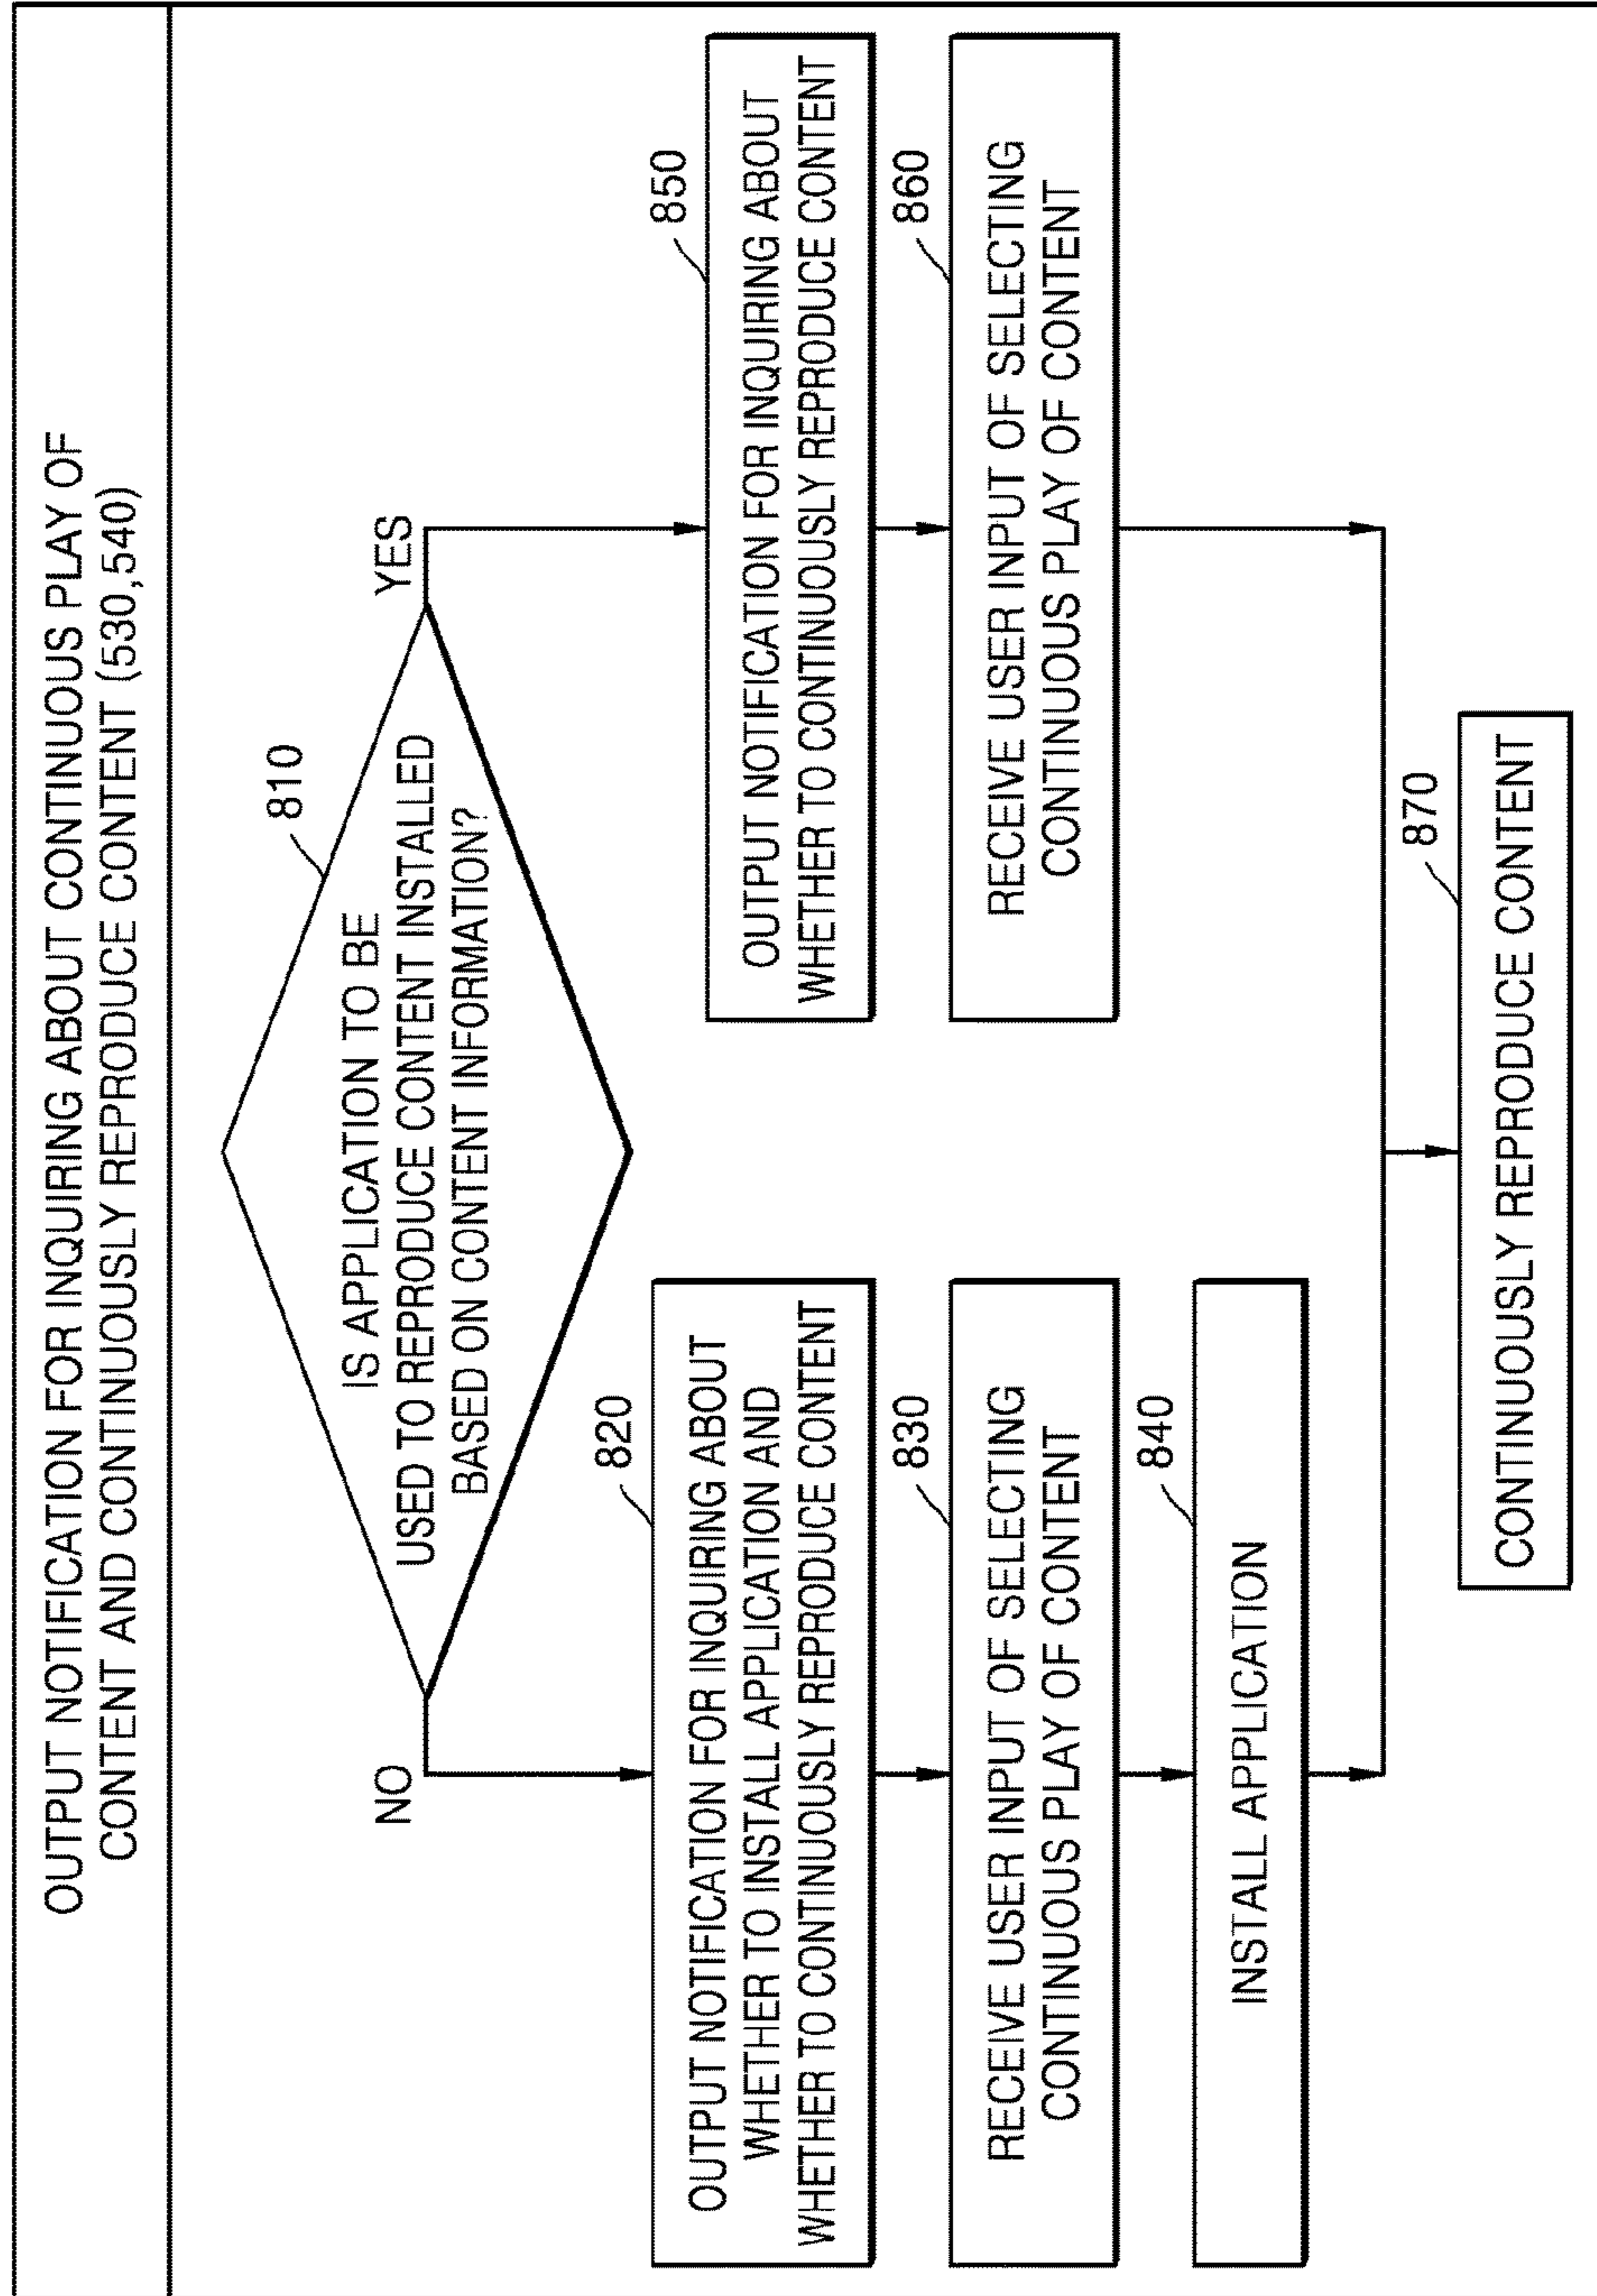 OUTPUT NOTIFICATION FOR INQUIRING ABOUT CONTINUOUS PLAY OF
CONTENT AND CONTINUOUSLY REPRODUCE CONTENT (530,540)
810
IS APPLICATION TO BE
USED TO REPRODUCE CONTENT INSTALLED
BASED ON CONTENT INFORMATION?
NO
YES
820
OUTPUT NOTIFICATION FOR INQUIRING ABOUT
WHETHER TO INSTALL APPLICATION AND
WHETHER TO CONTINUOUSLY REPRODUCE CONTENT
830
RECEIVE USER INPUT OF SELECTING
CONTINUOUS PLAY OF CONTENT
840
INSTALL APPLICATION
850
OUTPUT NOTIFICATION FOR INQUIRING ABOUT
WHETHER TO CONTINUOUSLY REPRODUCE CONTENT
860
RECEIVE USER INPUT OF SELECTING
CONTINUOUS PLAY OF CONTENT
870
CONTINUOUSLY REPRODUCE CONTENT